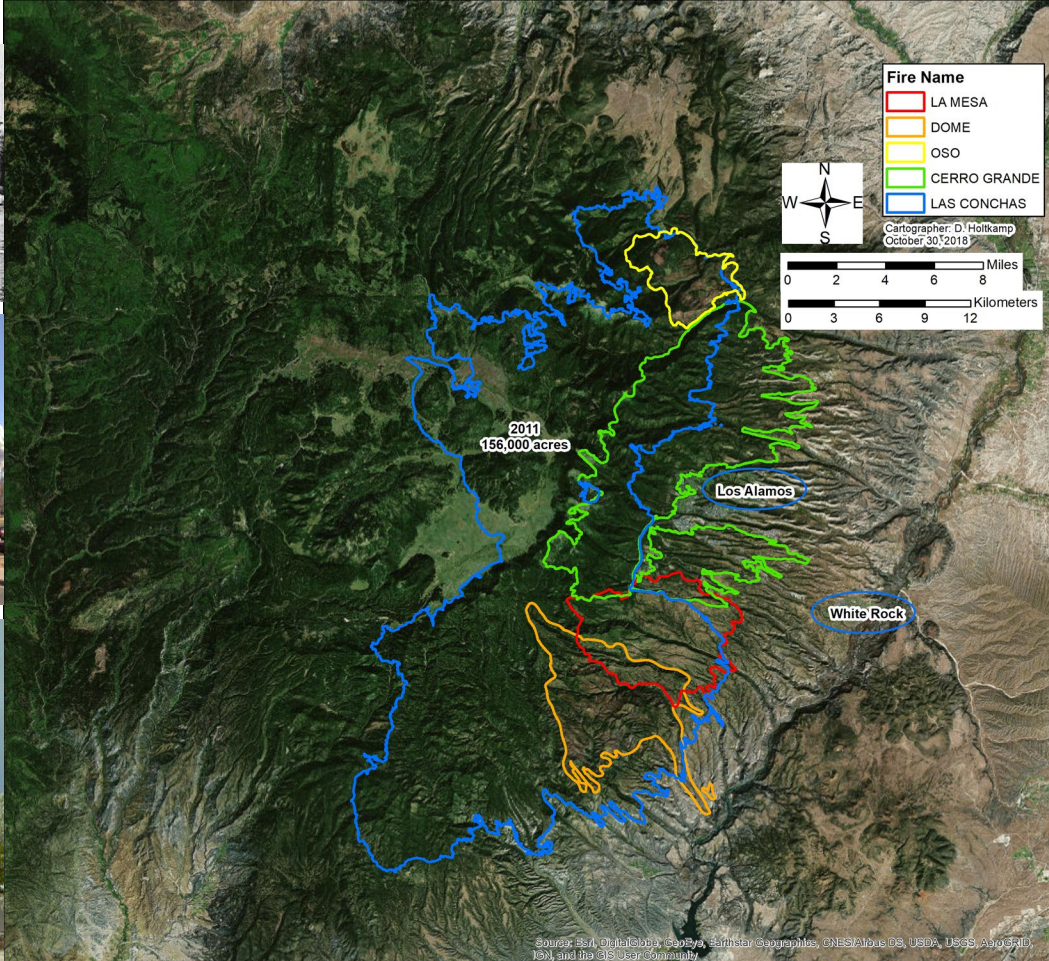 Fire Name
LA MESA
DOME
OSO
CERRO GRANDE
LAS CONCHAS
N
W E
S
Cartographer: D. Holtkamp
October 30, 2018
Miles
0 2 4 6 8
Kilometers
0 3 6 9 12
2011
156,000 acres
Los Alamos
White Rock
Source: Esri, DigitalGlobe, GeoEye, Earthstar Geographics, CNES/Airbus DS, USDA, USGS, AeroGRID,
IGN, and the GIS User Community